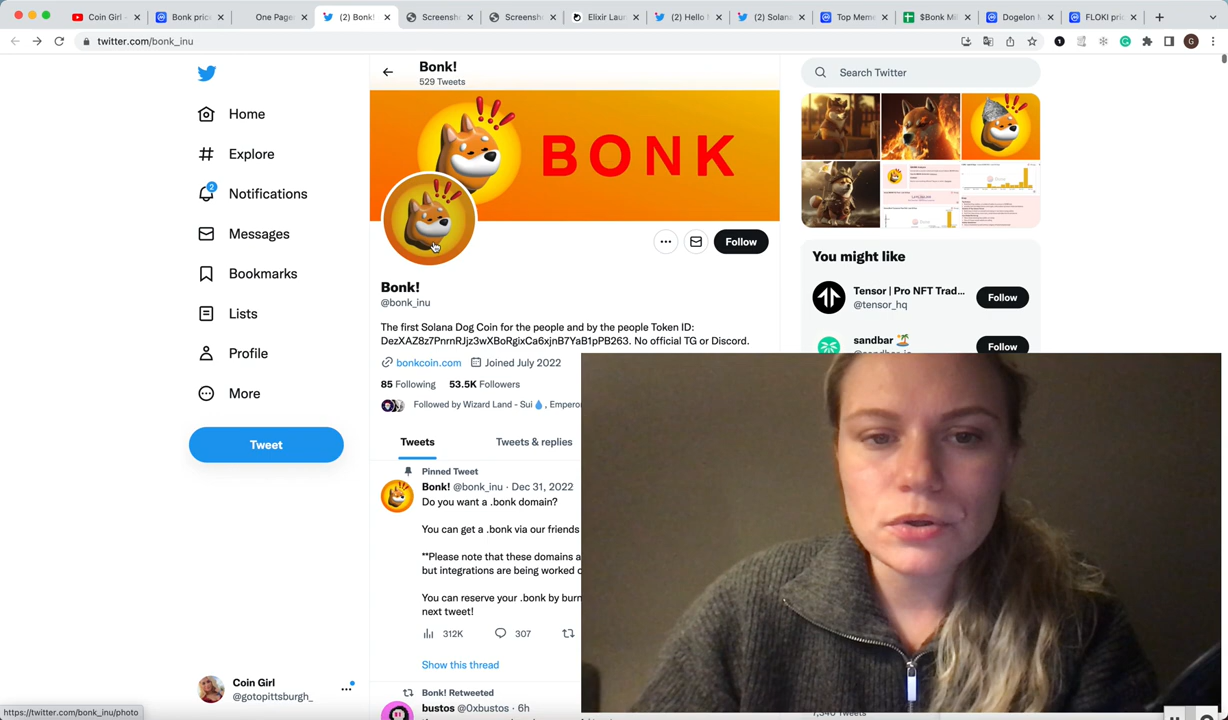 Coin Girl -
Bonk pric
One Page
(2) Bonk!
Screensh
Screensh
Elixir Lau
(2) Hello
(2) Solan
Top Mem
$Bonk Mi
Dogelon
FLOKI pri
twitter.com/bonk_inu
G
Bonk!
529 Tweets
Search Twitter
Home
Explore
2
Notifications
Messages
Bookmarks
Lists
Profile
More
Tweet
BONK
Follow
Bonk!
@bonk_inu
The first Solana Dog Coin for the people and by the people Token ID:
DezXAZ8z7PnrnRJjz3wXBoRgixCa6xjnB7YaB1pPB263. No official TG or Discord.
bonkcoin.com Joined July 2022
85 Following 53.5K Followers
Followed by Wizard Land - Sui💧, Empero
Tweets Tweets & replies
Pinned Tweet
Bonk! @bonk_inu · Dec 31, 2022
Do you want a .bonk domain?
You can get a .bonk via our friends
**Please note that these domains a
but integrations are being worked
You can reserve your .bonk by burn
next tweet!
312K 307
Show this thread
Bonk! Retweeted
bustos @0xbustos · 6h
You might like
Tensor | Pro NFT Trad...
@tensor_hq
Follow
sandbar 🏝️
Follow
Coin Girl
@gotopittsburgh_
https://twitter.com/bonk_inu/photo